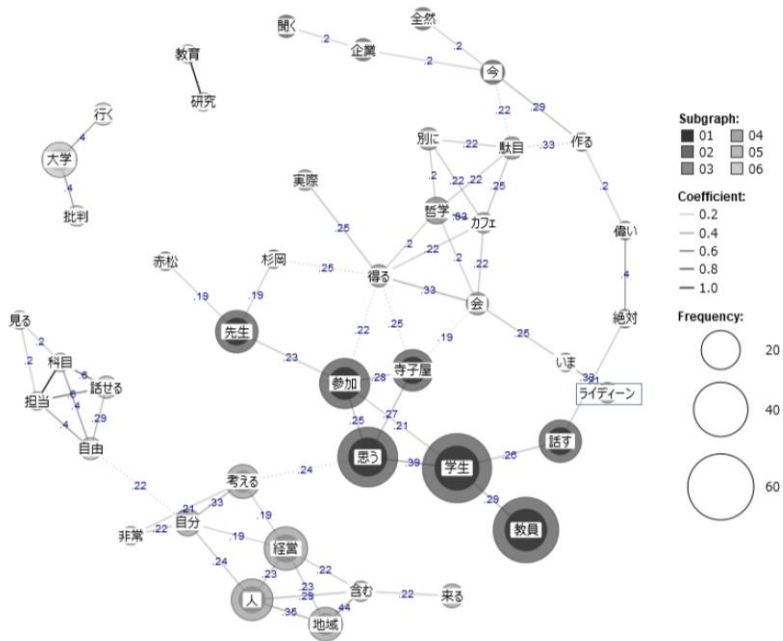 全然
聞く
.2
企業
.2
.2
今
教育
研究
.22
.29
行く
.4
大学
.4
批判
別に
.22
駄目
.33
作る
.2
.22
.22
.25
.2
実際
哲学
.83
カフェ
偉い
.25
.2
.22
.2
.22
.4
赤松
杉岡
.25
得る
.33
会
絶対
.19
.19
.22
.25
.19
.25
先生
.23
いま
.33
.21
ライディーン
見る
.2
.2
科目
.6
話せる
担当
.6
.4
.4
.29
自由
参加
.28
寺子屋
.27
.21
.25
話す
.26
思う
.39
学生
.29
教員
.22
.24
考える
.21
.33
非常
.22
自分
.19
.19
経営
.24
.23
.23
.22
人
.29
含む
.22
来る
.35
.44
地域
Subgraph:
01 04
02 05
03 06
Coefficient:
0.2
0.4
0.6
0.8
1.0
Frequency:
20
40
60